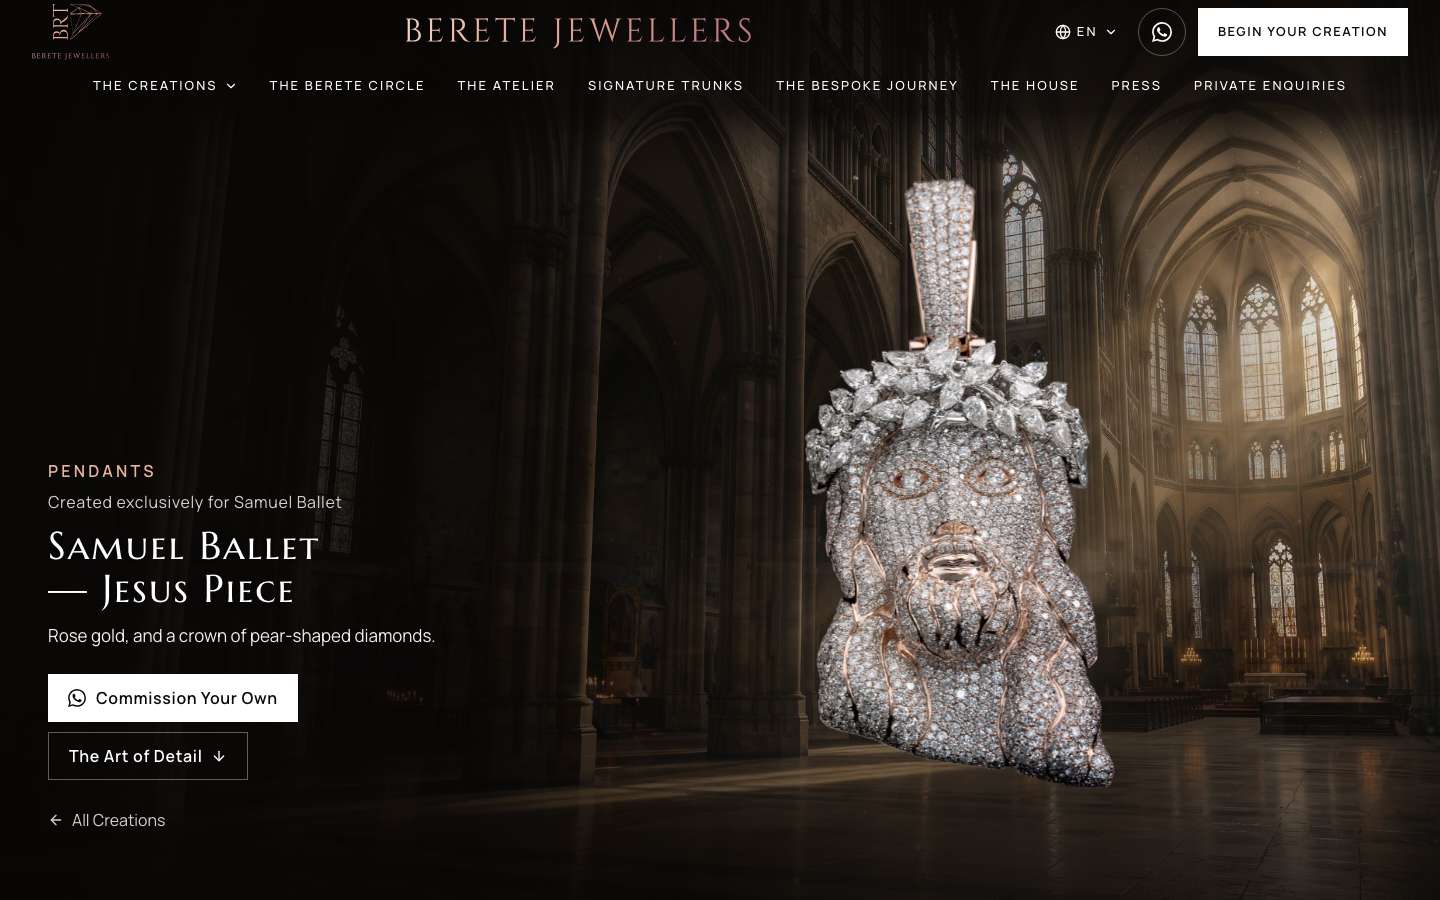 BRT
BERETE JEWELLERS
BERETE JEWELLERS
EN
BEGIN YOUR CREATION
THE CREATIONS
THE BERETE CIRCLE
THE ATELIER
SIGNATURE TRUNKS
THE BESPOKE JOURNEY
THE HOUSE
PRESS
PRIVATE ENQUIRIES
PENDANTS
Created exclusively for Samuel Ballet
Samuel Ballet
— Jesus Piece
Rose gold, and a crown of pear-shaped diamonds.
Commission Your Own
The Art of Detail ↓
← All Creations